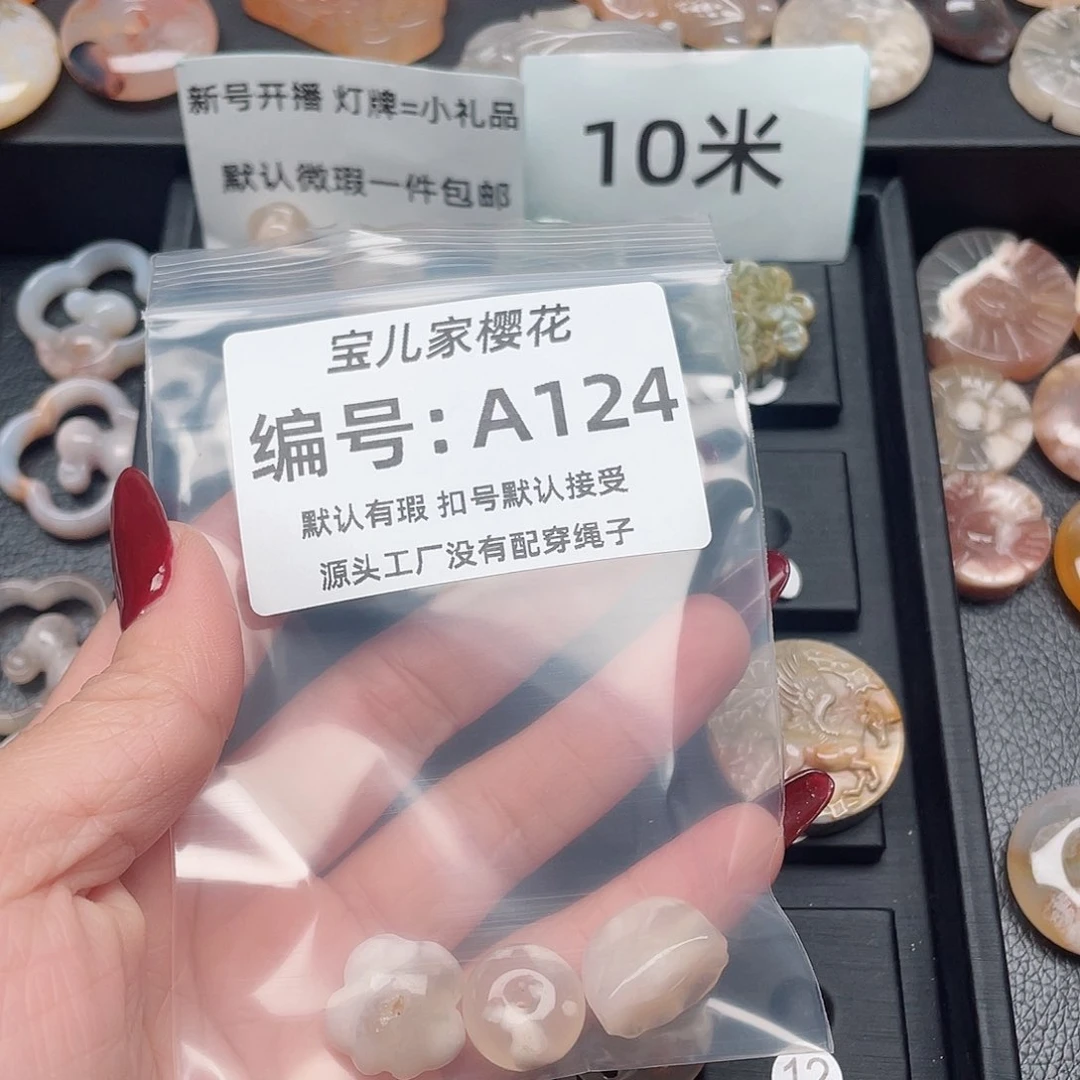 新号开播 灯牌=小礼品
默认微瑕一件包邮
10米
宝儿家樱花
编号:A124
默认有瑕 扣号默认接受
源头工厂没有配穿绳子
12